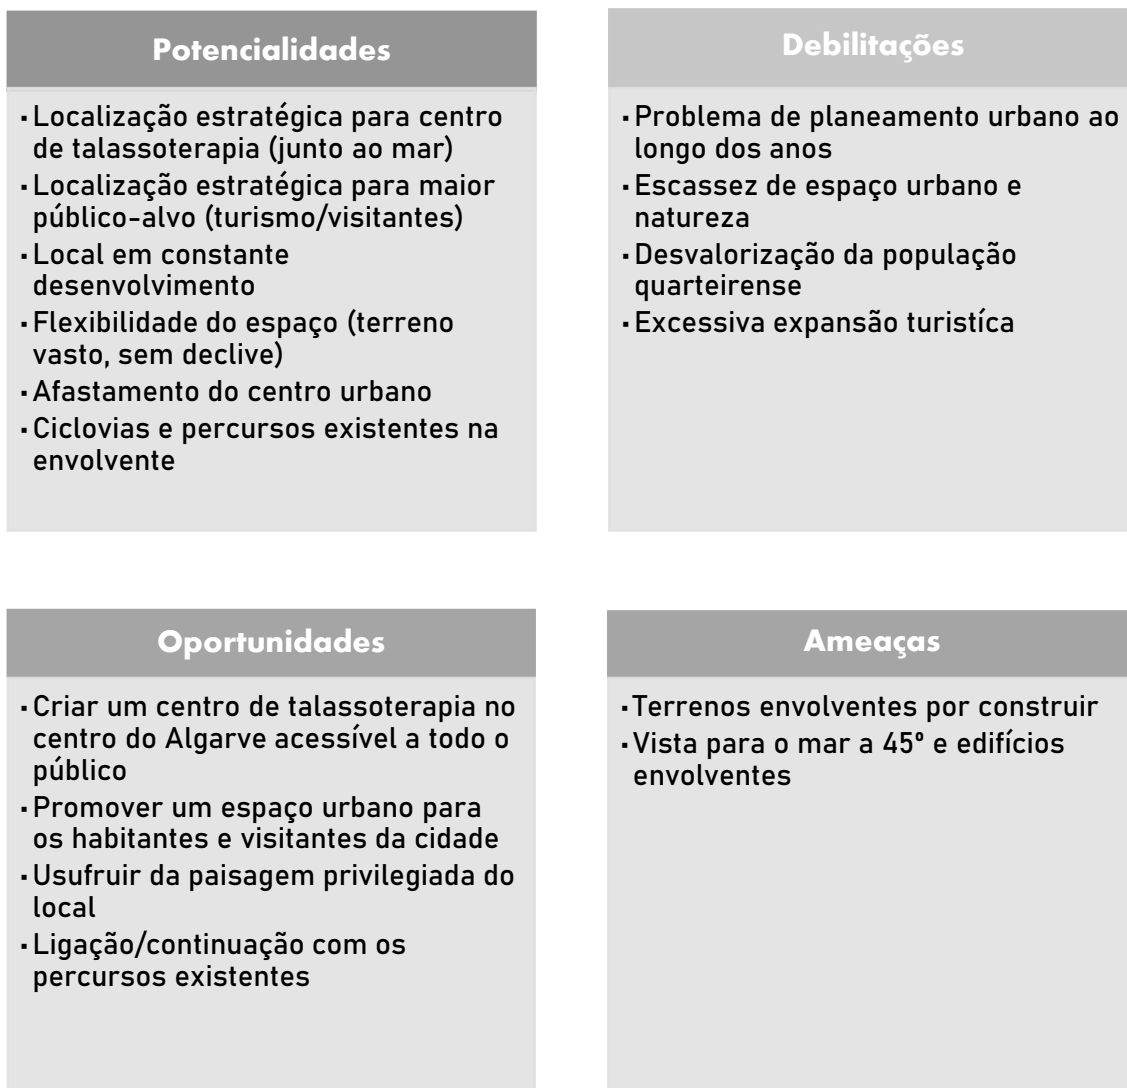 Potencialidades
▪ Localização estratégica para centro
de talassoterapia (junto ao mar)
▪ Localização estratégica para maior
público-alvo (turismo/visitantes)
▪ Local em constante
desenvolvimento
▪ Flexibilidade do espaço (terreno
vasto, sem declive)
▪ Afastamento do centro urbano
▪ Ciclovias e percursos existentes na
envolvente
Debilitações
▪ Problema de planeamento urbano ao
longo dos anos
▪ Escassez de espaço urbano e
natureza
▪ Desvalorização da população
quarteirense
▪ Excessiva expansão turistíca
Oportunidades
▪ Criar um centro de talassoterapia no
centro do Algarve acessível a todo o
público
▪ Promover um espaço urbano para
os habitantes e visitantes da cidade
▪ Usufruir da paisagem privilegiada do
local
▪ Ligação/continuação com os
percursos existentes
Ameaças
▪ Terrenos envolventes por construir
▪ Vista para o mar a 45º e edifícios
envolventes